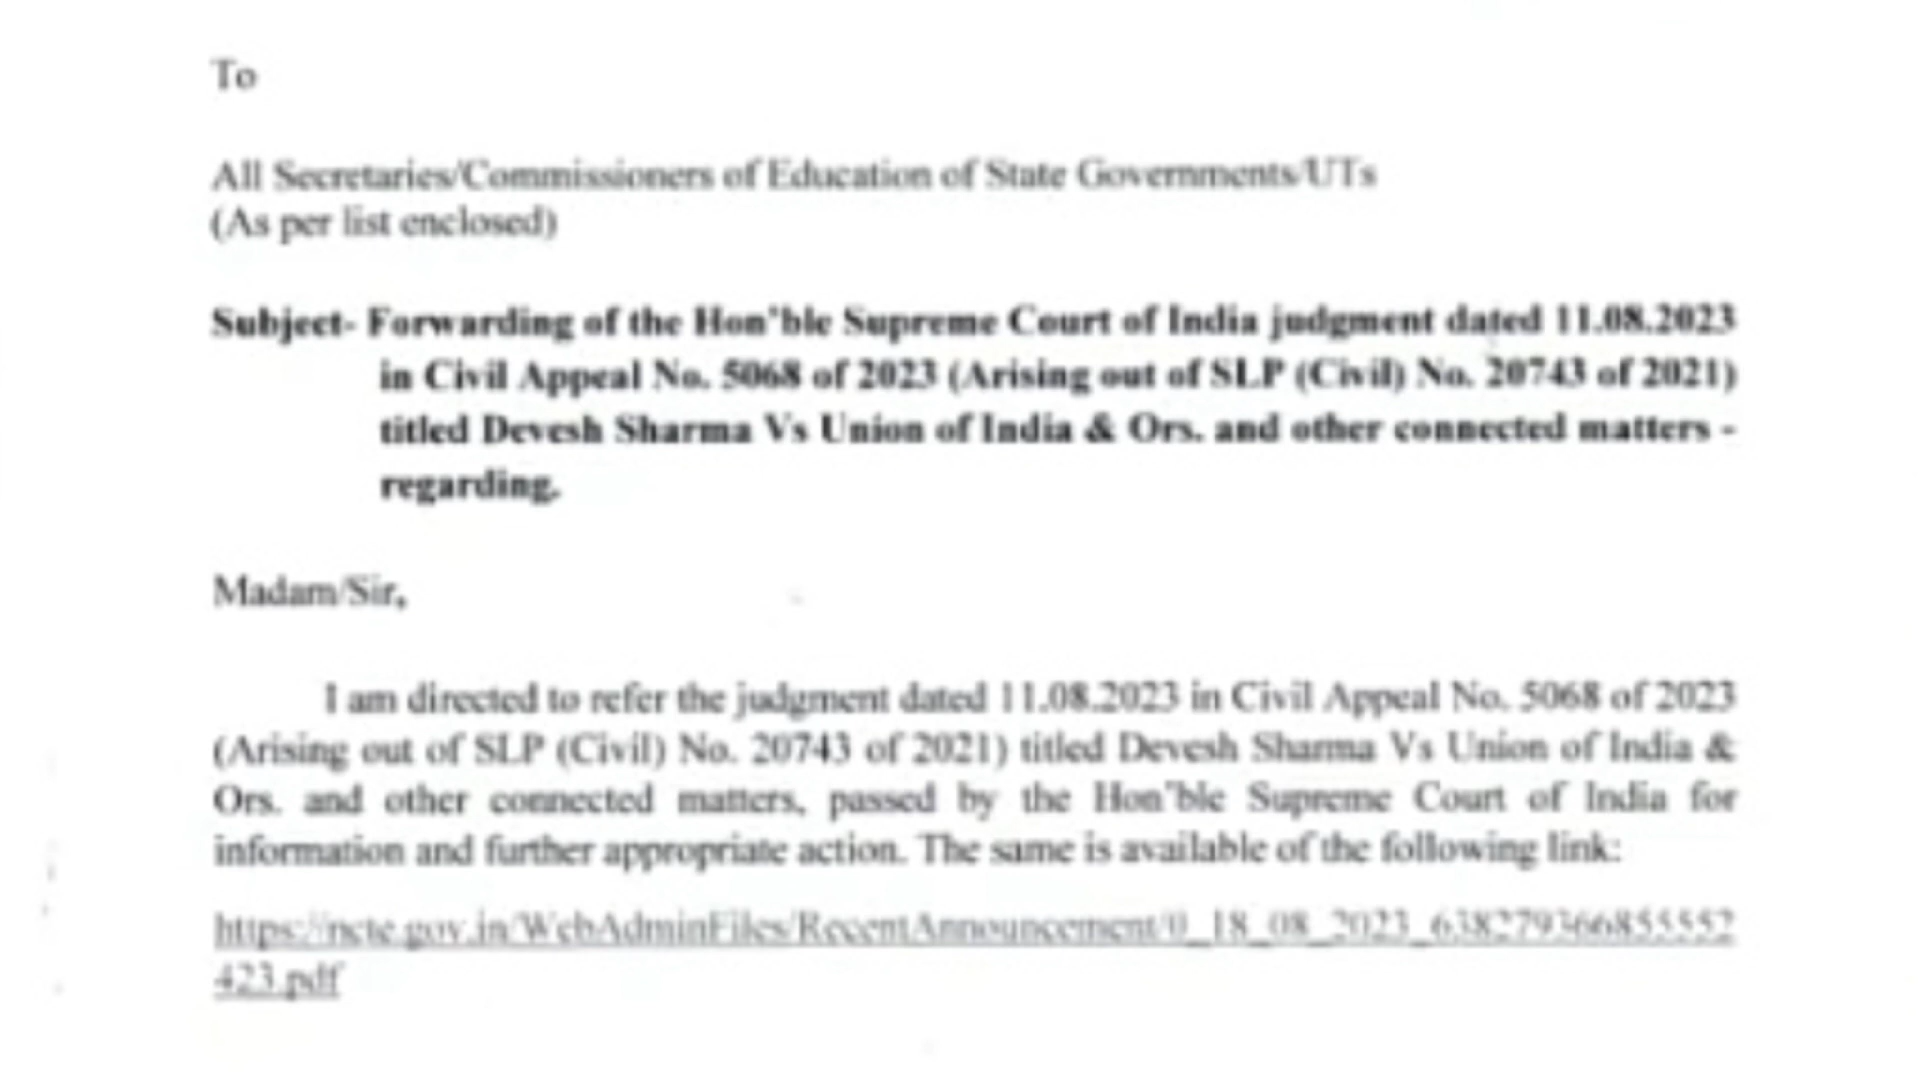 To
All Secretaries/Commissioners of Education of State Governments/UTs
(As per list enclosed)
Subject- Forwarding of the Hon'ble Supreme Court of India judgment dated 11.08.2023
in Civil Appeal No. 5068 of 2023 (Arising out of SLP (Civil) No. 20743 of 2021)
titled Devesh Sharma Vs Union of India & Ors. and other connected matters -
regarding.
Madam/Sir,
I am directed to refer the judgment dated 11.08.2023 in Civil Appeal No. 5068 of 2023
(Arising out of SLP (Civil) No. 20743 of 2021) titled Devesh Sharma Vs Union of India &
Ors. and other connected matters, passed by the Hon'ble Supreme Court of India for
information and further appropriate action. The same is available of the following link:
https://ncte.gov.in/WebAdminFiles/RecentAnnouncement/0_18_08_2023_638279366855552
423.pdf